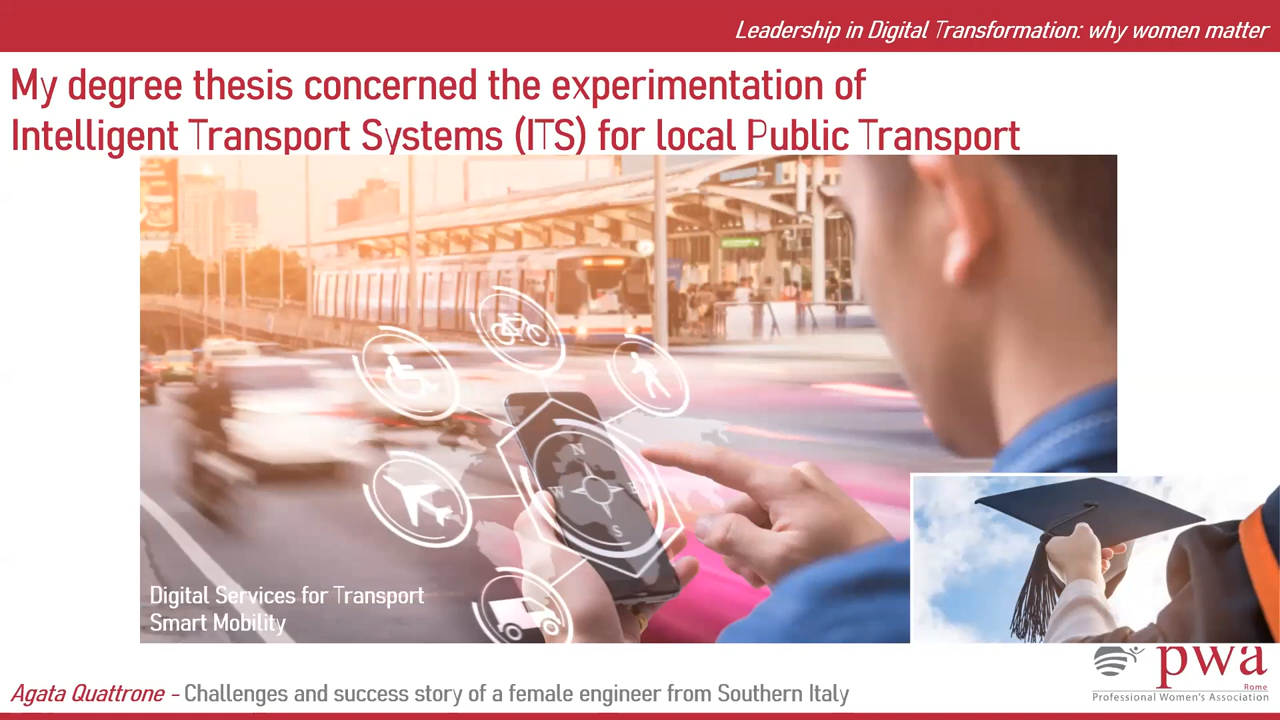 Leadership in Digital Transformation: why women matter
My degree thesis concerned the experimentation of
Intelligent Transport Systems (ITS) for local Public Transport
N
W
E
S
Digital Services for Transport
Smart Mobility
Agata Quattrone - Challenges and success story of a female engineer from Southern Italy
pwa
Rome
Professional Women's Association